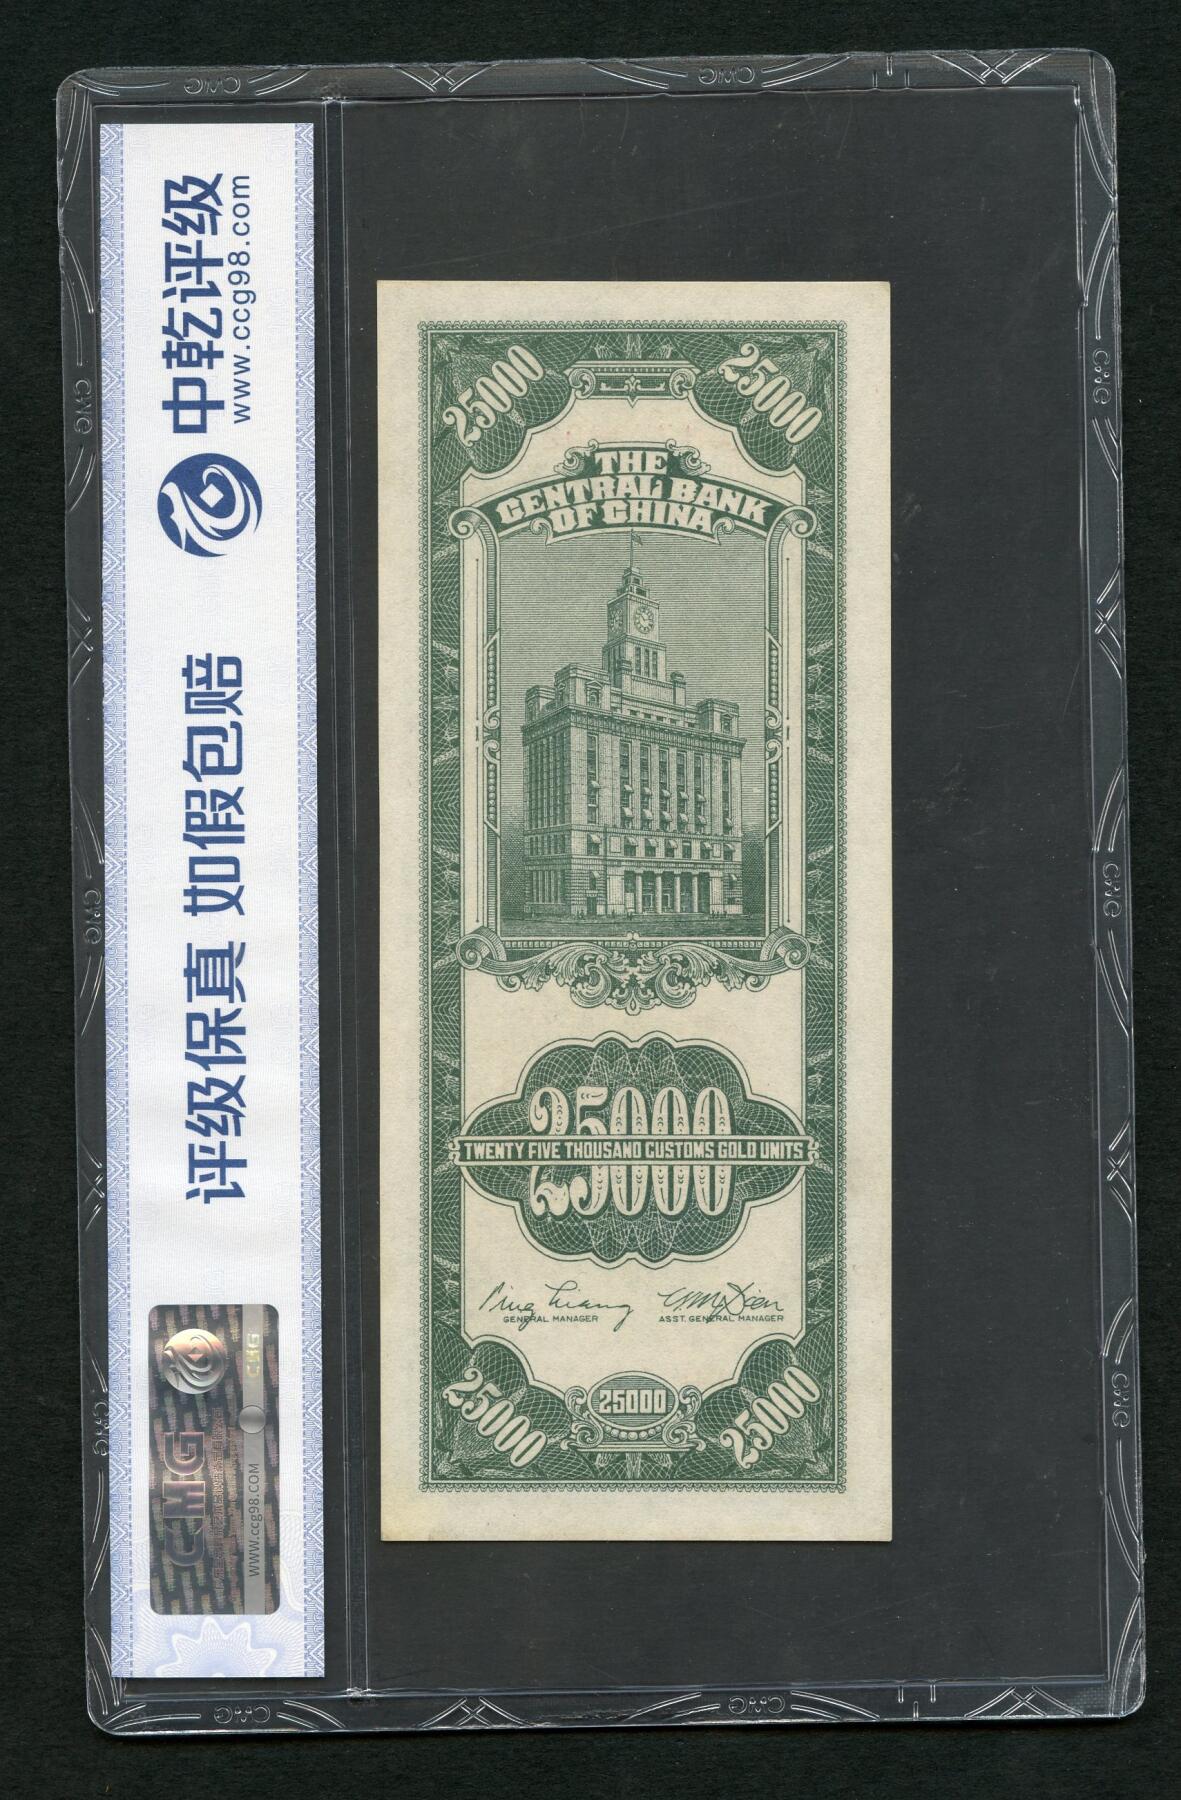 中乾评级
www.ccg98.com
评级保真 如假包赔
CMG
CMG
WWW.ccg98.COM
25000
25000
THE
CENTRAL BANK
OF CHINA
25000
TWENTY FIVE THOUSAND CUSTOMS GOLD UNITS
GENERAL MANAGER
ASST. GENERAL MANAGER
25000
25000
25000